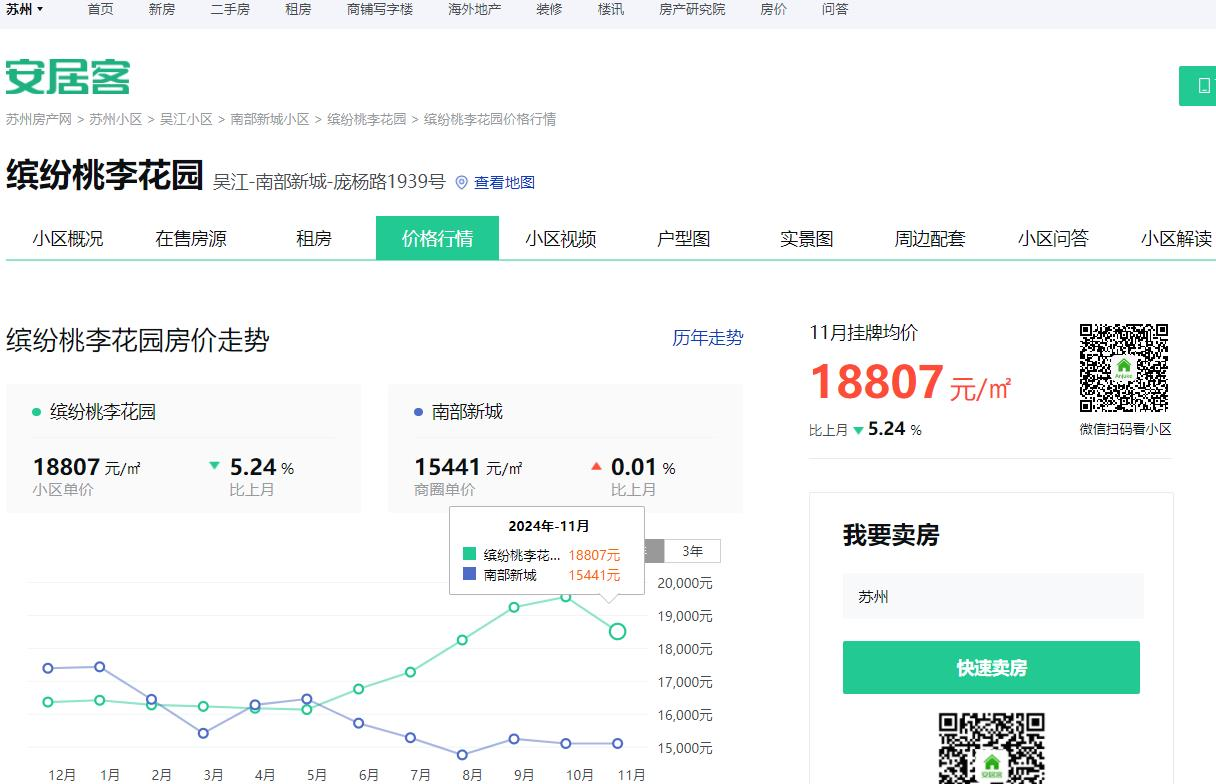 苏州 首页 新房 二手房 租房 商铺写字楼 海外地产 装修 楼讯 房产研究院 房价 问答
安居客
苏州房产网 > 苏州小区 > 吴江小区 > 南部新城小区 > 缤纷桃李花园 > 缤纷桃李花园价格行情
缤纷桃李花园 吴江-南部新城-庞杨路1939号 查看地图
小区概况 在售房源 租房 价格行情 小区视频 户型图 实景图 周边配套 小区问答 小区解读
缤纷桃李花园房价走势 历年走势
缤纷桃李花园
18807 元/㎡ 5.24 %
小区单价 比上月
南部新城
15441 元/㎡ 0.01 %
商圈单价 比上月
2024年-11月
缤纷桃李花... 18807元
南部新城 15441元
3年
20,000元
19,000元
18,000元
17,000元
16,000元
15,000元
12月 1月 2月 3月 4月 5月 6月 7月 8月 9月 10月 11月
11月挂牌均价
18807 元/㎡
比上月 5.24 %
Anjuke
微信扫码看小区
我要卖房
苏州
快速卖房
安居客